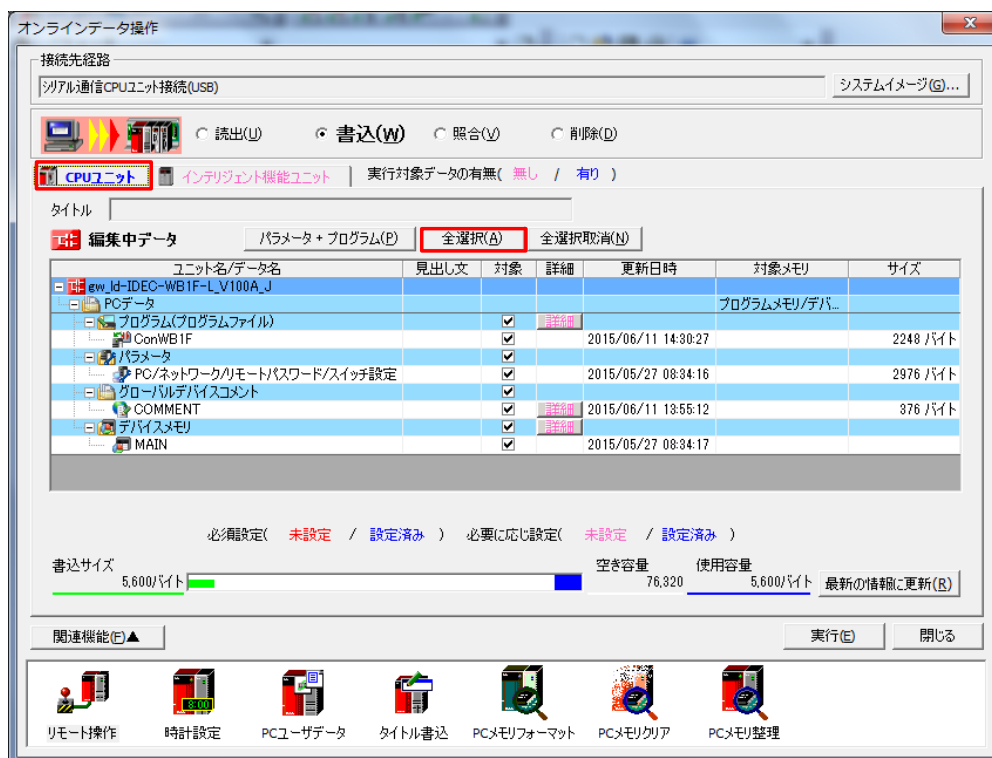 オンラインデータ操作
接続先経路
シリアル通信CPUユニット接続(USB)
システムイメージ(G)...
読出(U) 書込(W) 照合(V) 削除(D)
CPUユニット インテリジェント機能ユニット 実行対象データの有無( 無し / 有り )
タイトル
編集中データ パラメータ + プログラム(P) 全選択(A) 全選択取消(N)
ユニット名/データ名 見出し文 対象 詳細 更新日時 対象メモリ サイズ
gw_ld-IDEC-WB1F-L_V100A_J
PCデータ プログラムメモリ/デバ...
プログラム(プログラムファイル) 詳細
ConWB1F 2015/06/11 14:30:27 2248 バイト
パラメータ
PC/ネットワーク/リモートパスワード/スイッチ設定 2015/05/27 08:34:16 2976 バイト
グローバルデバイスコメント
COMMENT 詳細 2015/06/11 13:55:12 376 バイト
デバイスメモリ 詳細
MAIN 2015/05/27 08:34:17
必須設定( 未設定 / 設定済み ) 必要に応じ設定( 未設定 / 設定済み )
書込サイズ 空き容量 使用容量
5,600バイト 76,320 5,600バイト 最新の情報に更新(R)
関連機能(F)▲ 実行(E) 閉じる
8:00
リモート操作 時計設定 PCユーザデータ タイトル書込 PCメモリフォーマット PCメモリクリア PCメモリ整理